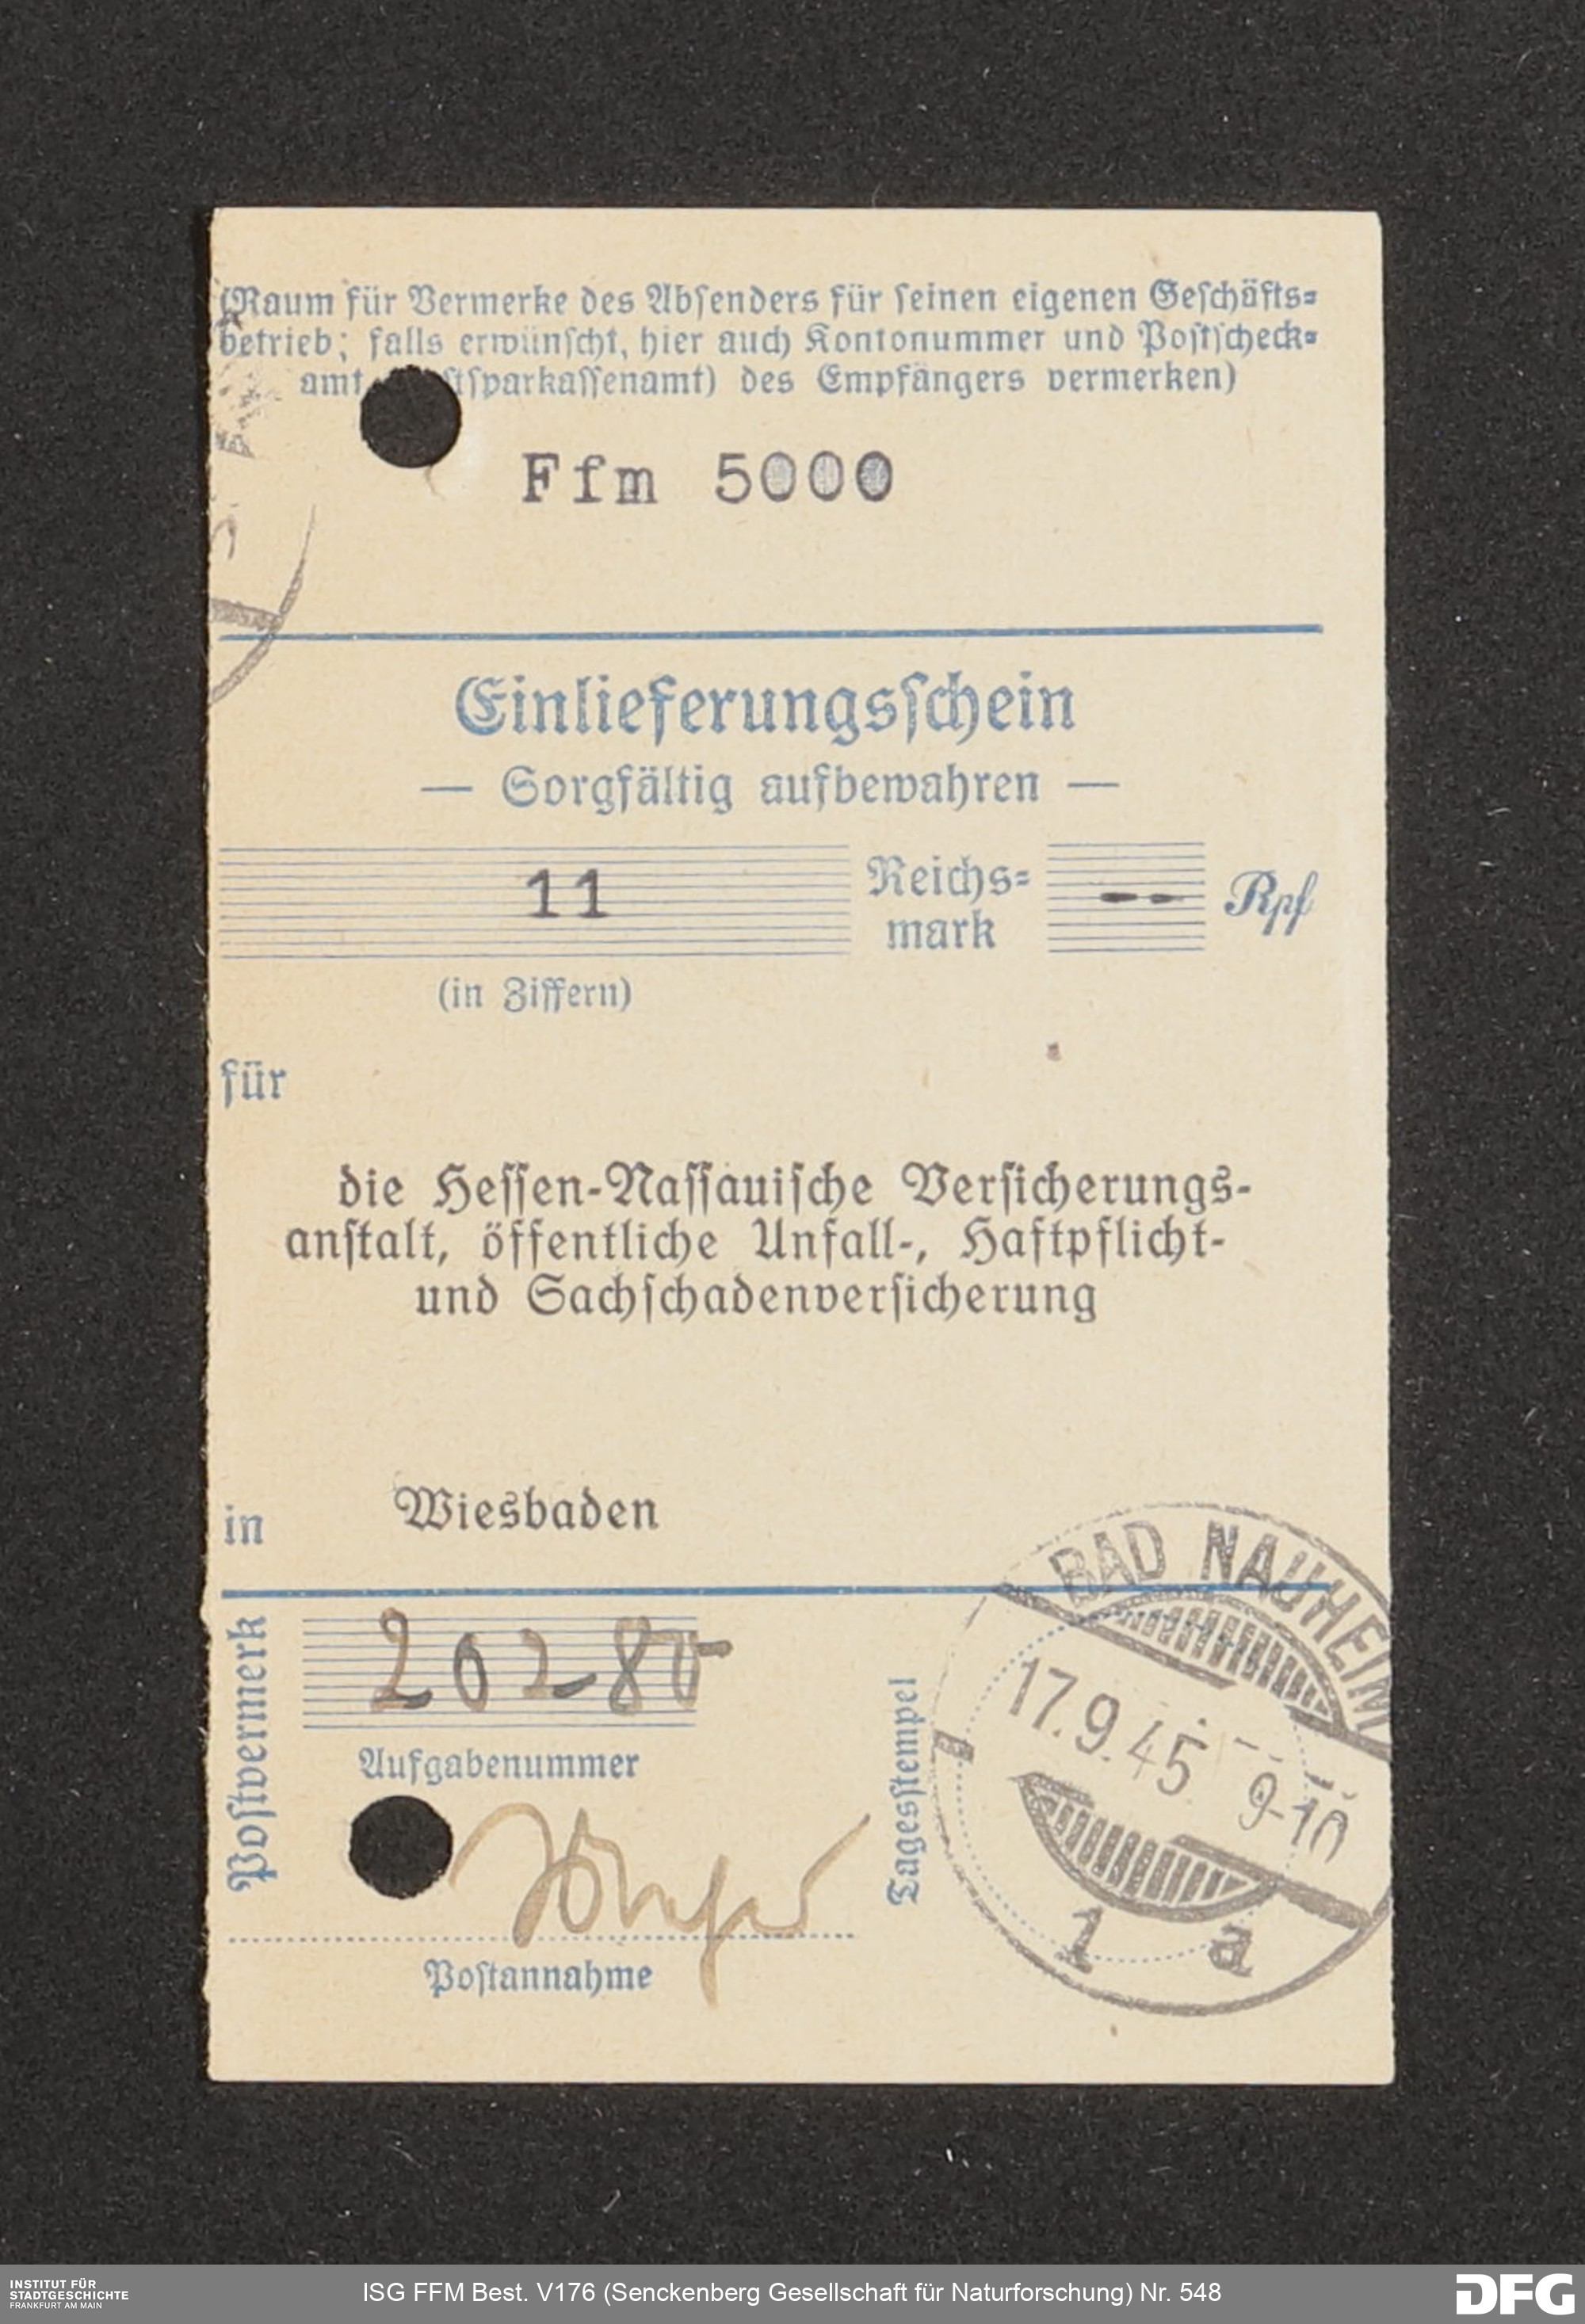 (Raum für Vermerke des Absenders für seinen eigenen Geschäfts=
betrieb; falls erwünscht, hier auch Kontonummer und Postscheck=
amt tsparkassenamt) des Empfängers vermerken)
Ffm 5000
Einlieferungsschein
— Sorgfältig aufbewahren —
11 Reichs= mark -- Rpf
(in Ziffern)
für
die Hessen-Nassauische Versicherungs-
anstalt, öffentliche Unfall-, Haftpflicht-
und Sachschadenversicherung
in Wiesbaden
Postvermerk
20280
Aufgabenummer
Postannahme
Tagesstempel
BAD NAUHEIM
17.9.45 9-10
1 a
INSTITUT FÜR
STADTGESCHICHTE
FRANKFURT AM MAIN
ISG FFM Best. V176 (Senckenberg Gesellschaft für Naturforschung) Nr. 548
DFG